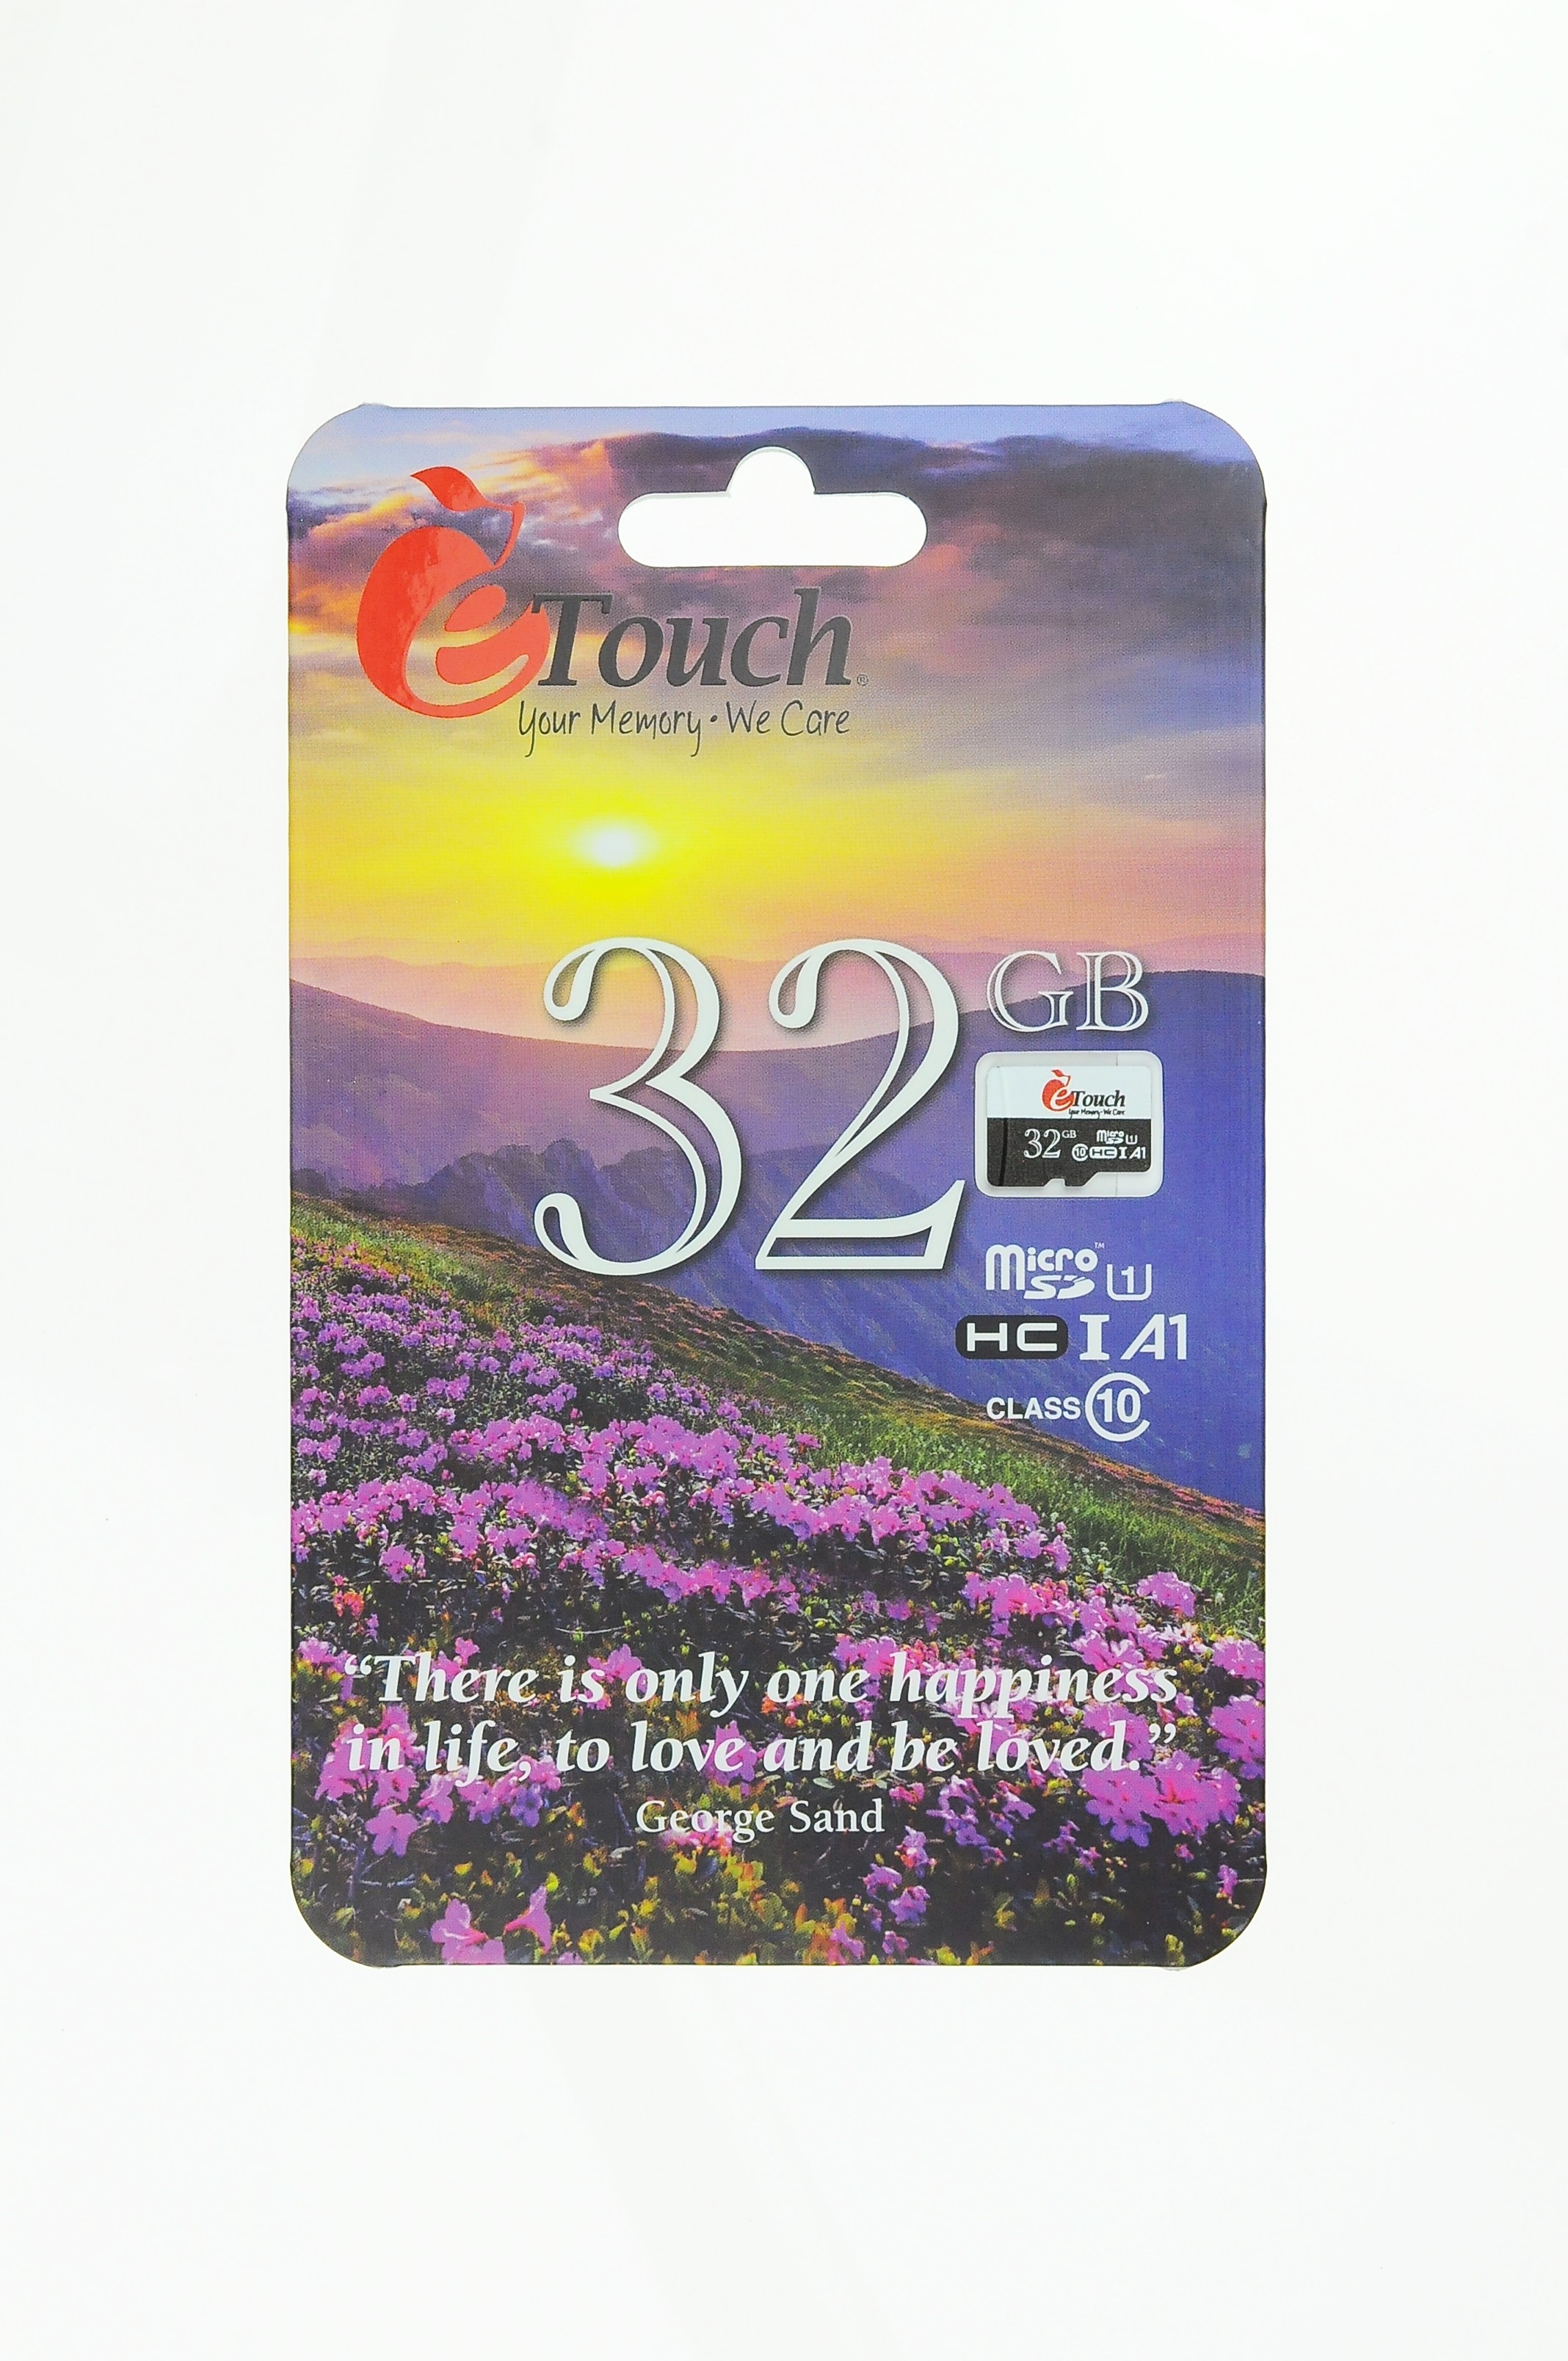 eTouch®
Your Memory · We Care
32 GB
eTouch
Your Memory · We Care
32 GB micro SD U1
10 HC I A1
micro SD™ U1
HC I A1
CLASS 10
“There is only one happiness
in life, to love and be loved.”
George Sand